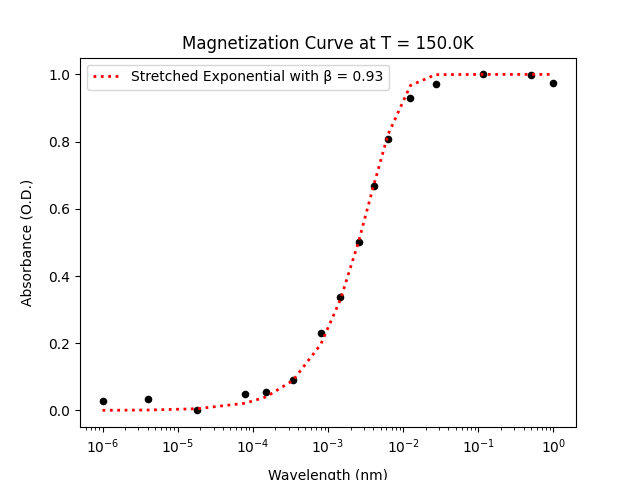 Magnetization Curve at T = 150.0K
Stretched Exponential with β = 0.93
Absorbance (O.D.)
1.0
0.8
0.6
0.4
0.2
0.0
10⁻⁶ 10⁻⁵ 10⁻⁴ 10⁻³ 10⁻² 10⁻¹ 10⁰
Wavelength (nm)